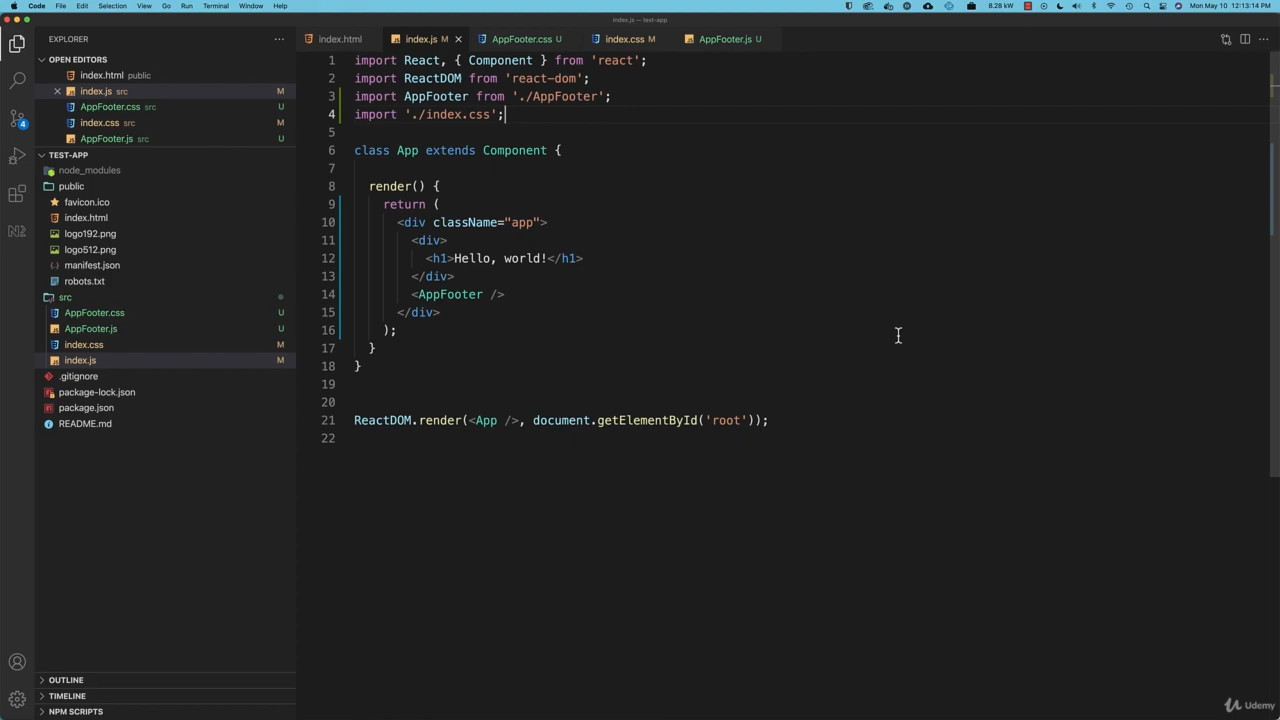 Code File Edit Selection View Go Run Terminal Window Help 8.28 kW Mon May 10 12:13:14 PM
index.js — test-app
EXPLORER
index.html index.js M AppFooter.css U index.css M AppFooter.js U
OPEN EDITORS
index.html public
index.js src M
AppFooter.css src U
index.css src M
AppFooter.js src U
TEST-APP
node_modules
public
favicon.ico
index.html
logo192.png
logo512.png
manifest.json
robots.txt
src
AppFooter.css U
AppFooter.js U
index.css M
index.js M
.gitignore
package-lock.json
package.json
README.md
OUTLINE
TIMELINE
NPM SCRIPTS
4
1 import React, { Component } from 'react';
2 import ReactDOM from 'react-dom';
3 import AppFooter from './AppFooter';
4 import './index.css';
5
6 class App extends Component {
7
8 render() {
9 return (
10 <div className="app">
11 <div>
12 <h1>Hello, world!</h1>
13 </div>
14 <AppFooter />
15 </div>
16 );
17 }
18 }
19
20
21 ReactDOM.render(<App />, document.getElementById('root'));
22
Udemy